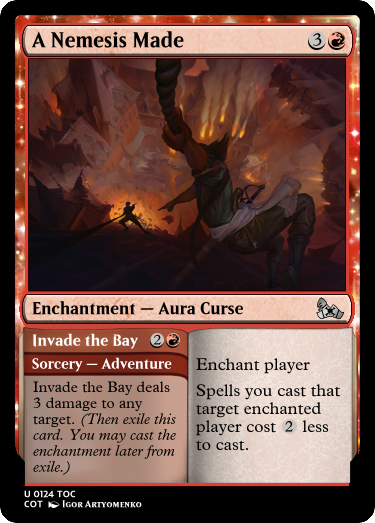 A Nemesis Made 3
Enchantment — Aura Curse
Invade the Bay 2
Sorcery — Adventure
Invade the Bay deals
3 damage to any
target. (Then exile this
card. You may cast the
enchantment later from
exile.)
Enchant player
Spells you cast that
target enchanted
player cost 2 less
to cast.
U 0124 TOC
COT Igor Artyomenko